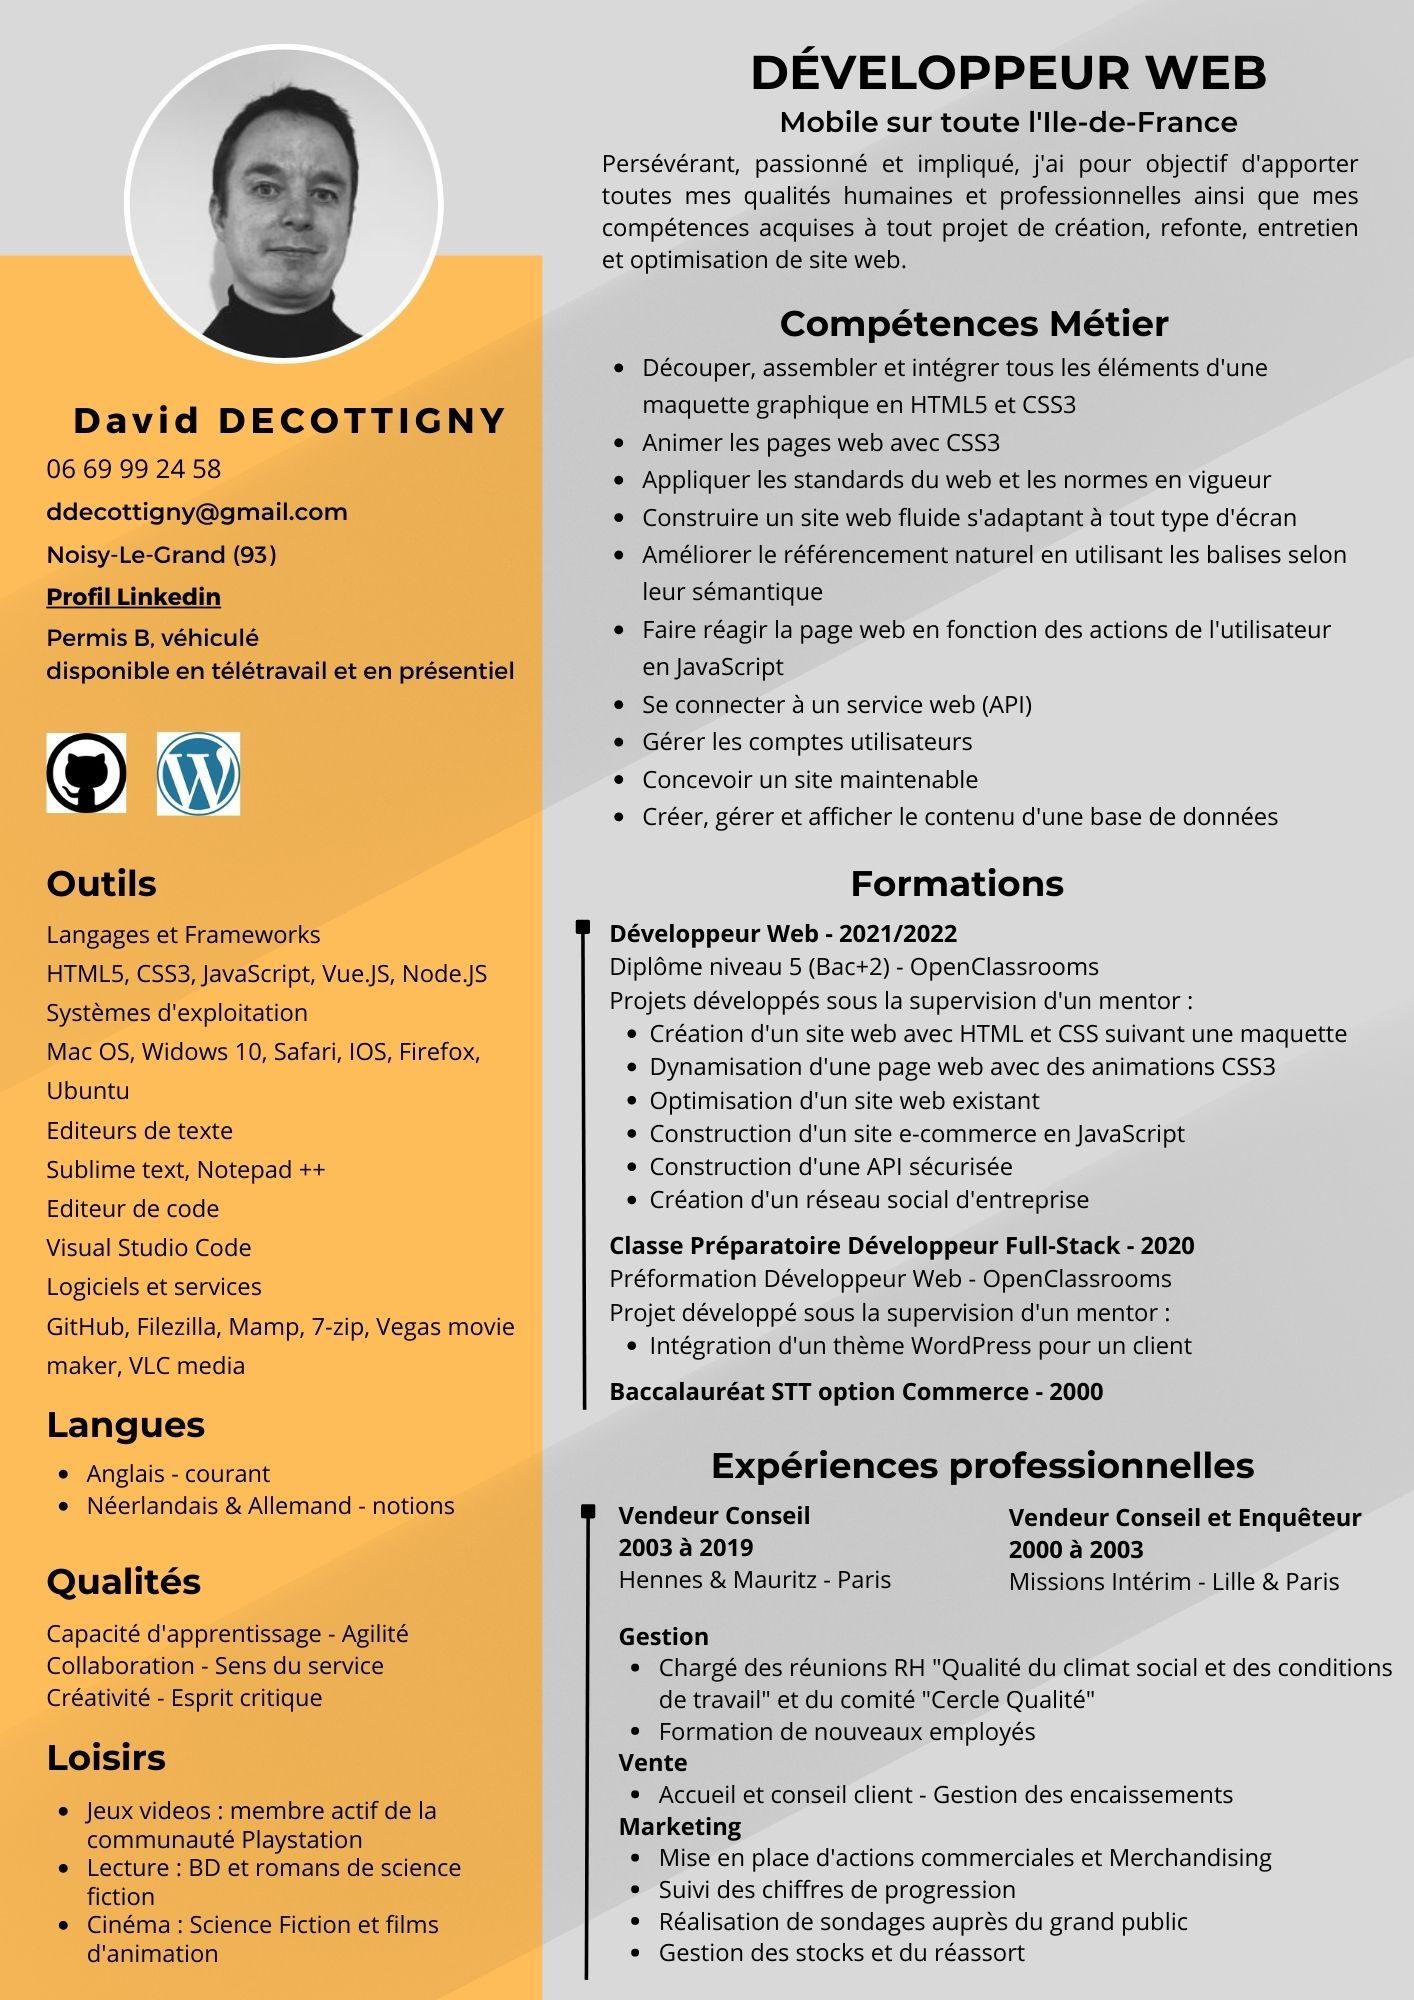 David DECOTTIGNY
06 69 99 24 58
ddecottigny@gmail.com
Noisy-Le-Grand (93)
Profil Linkedin
Permis B, véhiculé
disponible en télétravail et en présentiel
Outils
Langages et Frameworks
HTML5, CSS3, JavaScript, Vue.JS, Node.JS
Systèmes d'exploitation
Mac OS, Widows 10, Safari, IOS, Firefox,
Ubuntu
Editeurs de texte
Sublime text, Notepad ++
Editeur de code
Visual Studio Code
Logiciels et services
GitHub, Filezilla, Mamp, 7-zip, Vegas movie
maker, VLC media
Langues
• Anglais - courant
• Néerlandais & Allemand - notions
Qualités
Capacité d'apprentissage - Agilité
Collaboration - Sens du service
Créativité - Esprit critique
Loisirs
• Jeux videos : membre actif de la
communauté Playstation
• Lecture : BD et romans de science
fiction
• Cinéma : Science Fiction et films
d'animation
DÉVELOPPEUR WEB
Mobile sur toute l'Ile-de-France
Persévérant, passionné et impliqué, j'ai pour objectif d'apporter
toutes mes qualités humaines et professionnelles ainsi que mes
compétences acquises à tout projet de création, refonte, entretien
et optimisation de site web.
Compétences Métier
• Découper, assembler et intégrer tous les éléments d'une
maquette graphique en HTML5 et CSS3
• Animer les pages web avec CSS3
• Appliquer les standards du web et les normes en vigueur
• Construire un site web fluide s'adaptant à tout type d'écran
• Améliorer le référencement naturel en utilisant les balises selon
leur sémantique
• Faire réagir la page web en fonction des actions de l'utilisateur
en JavaScript
• Se connecter à un service web (API)
• Gérer les comptes utilisateurs
• Concevoir un site maintenable
• Créer, gérer et afficher le contenu d'une base de données
Formations
Développeur Web - 2021/2022
Diplôme niveau 5 (Bac+2) - OpenClassrooms
Projets développés sous la supervision d'un mentor :
• Création d'un site web avec HTML et CSS suivant une maquette
• Dynamisation d'une page web avec des animations CSS3
• Optimisation d'un site web existant
• Construction d'un site e-commerce en JavaScript
• Construction d'une API sécurisée
• Création d'un réseau social d'entreprise
Classe Préparatoire Développeur Full-Stack - 2020
Préformation Développeur Web - OpenClassrooms
Projet développé sous la supervision d'un mentor :
• Intégration d'un thème WordPress pour un client
Baccalauréat STT option Commerce - 2000
Expériences professionnelles
Vendeur Conseil
2003 à 2019
Hennes & Mauritz - Paris
Vendeur Conseil et Enquêteur
2000 à 2003
Missions Intérim - Lille & Paris
Gestion
• Chargé des réunions RH "Qualité du climat social et des conditions
de travail" et du comité "Cercle Qualité"
• Formation de nouveaux employés
Vente
• Accueil et conseil client - Gestion des encaissements
Marketing
• Mise en place d'actions commerciales et Merchandising
• Suivi des chiffres de progression
• Réalisation de sondages auprès du grand public
• Gestion des stocks et du réassort